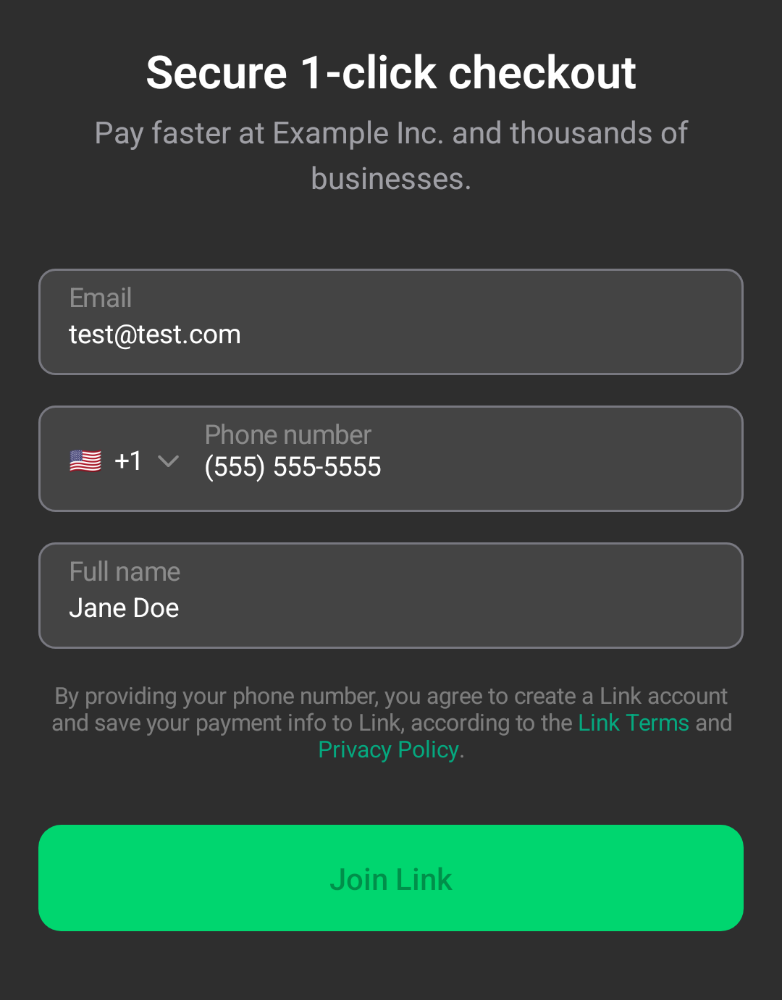 Secure 1-click checkout
Pay faster at Example Inc. and thousands of
businesses.
Email
test@test.com
Phone number
+1 (555) 555-5555
Full name
Jane Doe
By providing your phone number, you agree to create a Link account
and save your payment info to Link, according to the Link Terms and
Privacy Policy.
Join Link